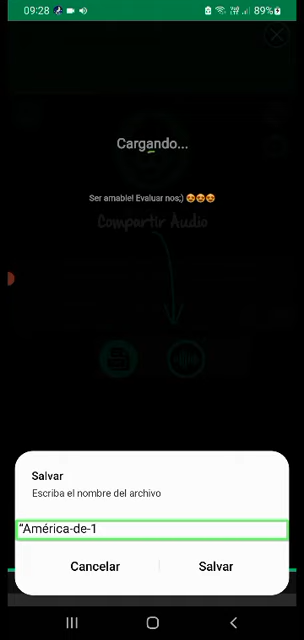 09:28
89%
Cargando...
Ser amable! Evaluar nos;) 😍😍😍
Compartir Audio
Salvar
Escriba el nombre del archivo
"América-de-1
Cancelar
Salvar